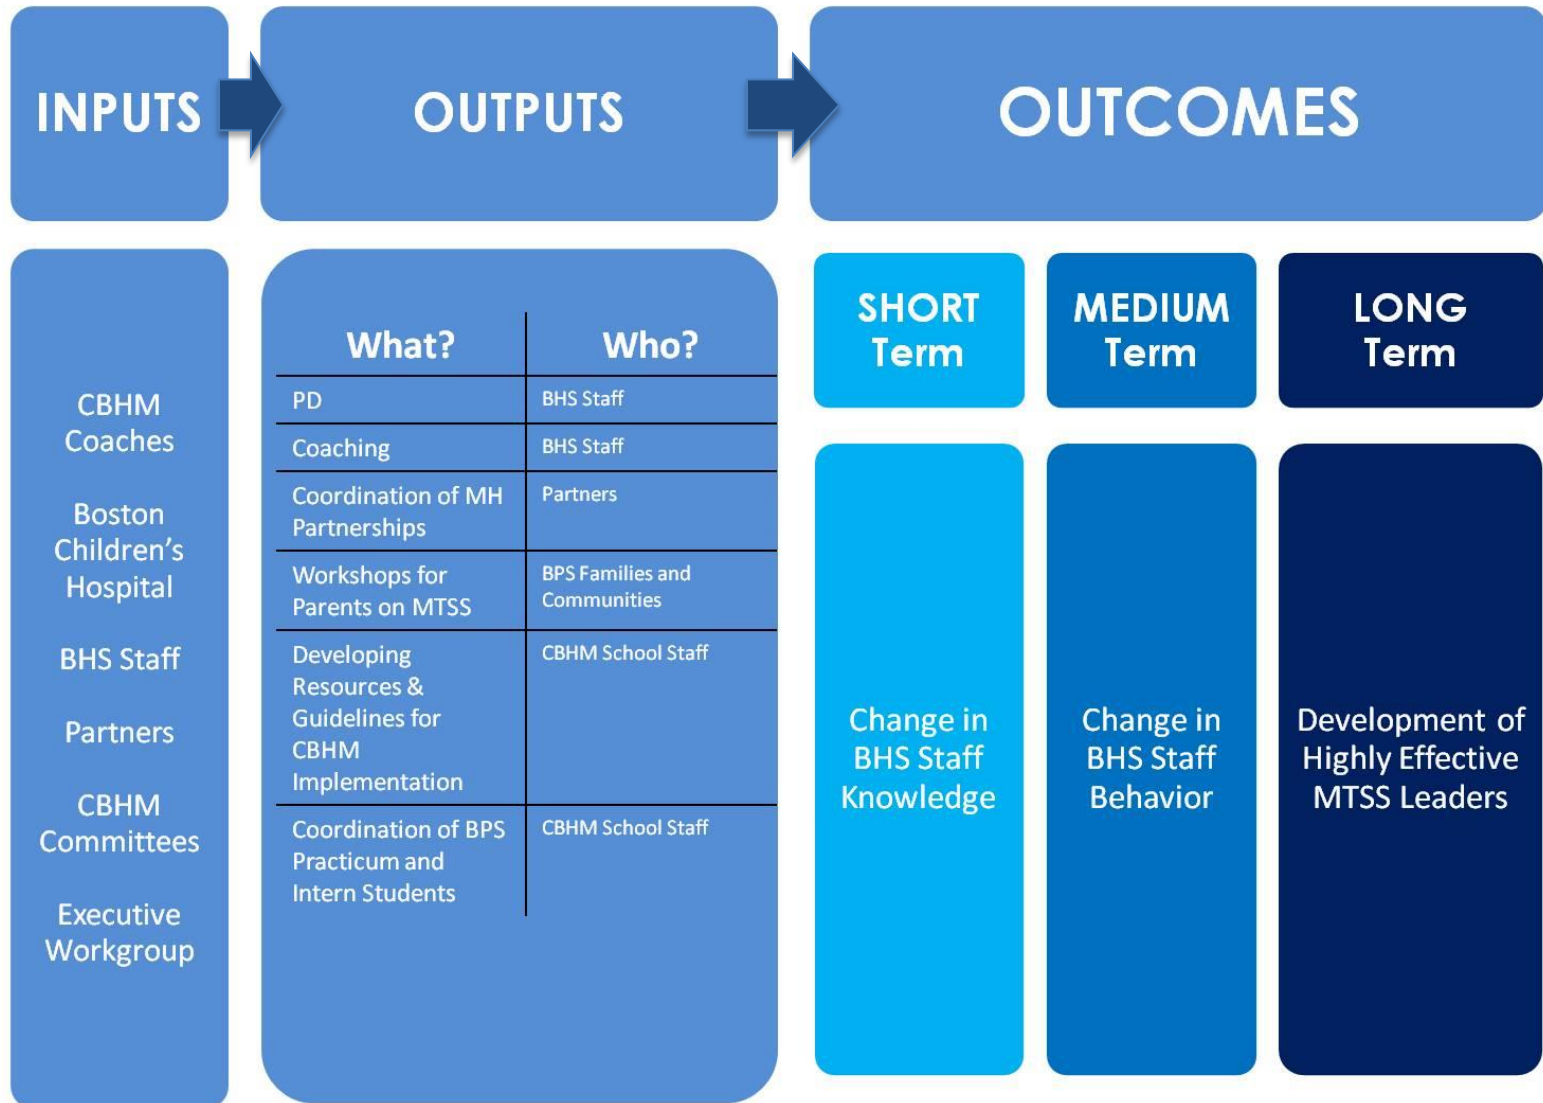 INPUTS
OUTPUTS
OUTCOMES
CBHM
Coaches
Boston
Children's
Hospital
BHS Staff
Partners
CBHM
Committees
Executive
Workgroup
What?
Who?
PD
BHS Staff
Coaching
BHS Staff
Coordination of MH
Partnerships
Partners
Workshops for
Parents on MTSS
BPS Families and
Communities
Developing
Resources &
Guidelines for
CBHM
Implementation
CBHM School Staff
Coordination of BPS
Practicum and
Intern Students
CBHM School Staff
SHORT
Term
Change in
BHS Staff
Knowledge
MEDIUM
Term
Change in
BHS Staff
Behavior
LONG
Term
Development of
Highly Effective
MTSS Leaders